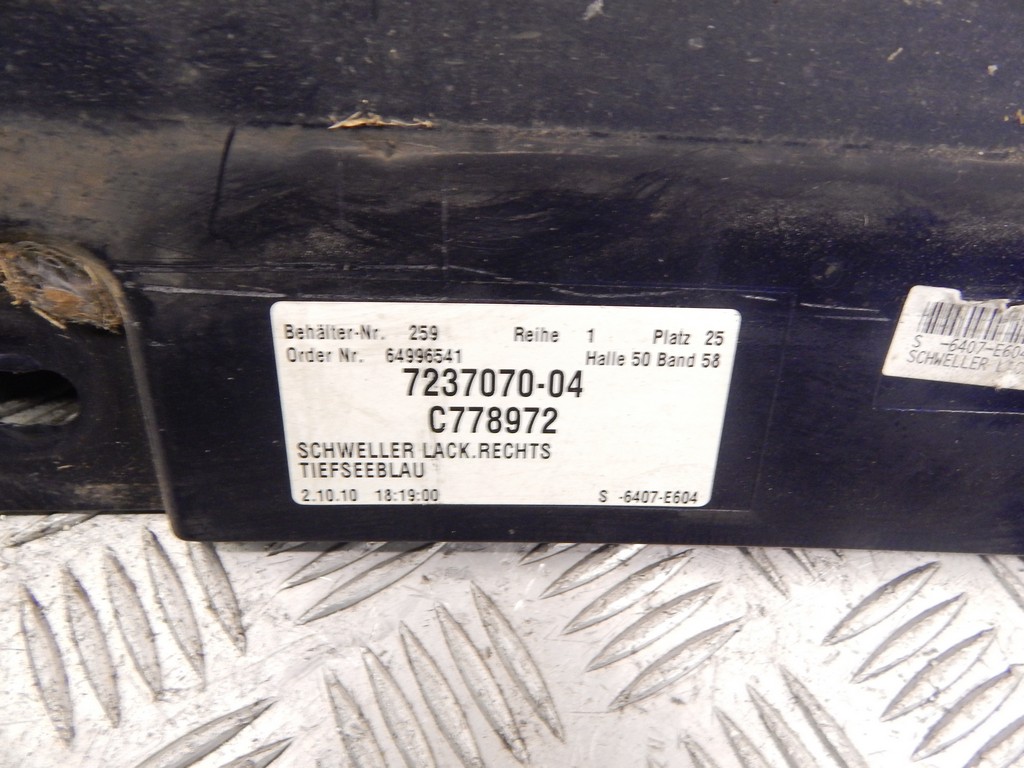 Behälter-Nr. 259 Reihe 1 Platz 25
Order Nr. 64996541 Halle 50 Band 58
7237070-04
C778972
SCHWELLER LACK.RECHTS
TIEFSEEBLAU
2.10.10 18:19:00 S -6407-E604
S -6407-E604
SCHWELLER